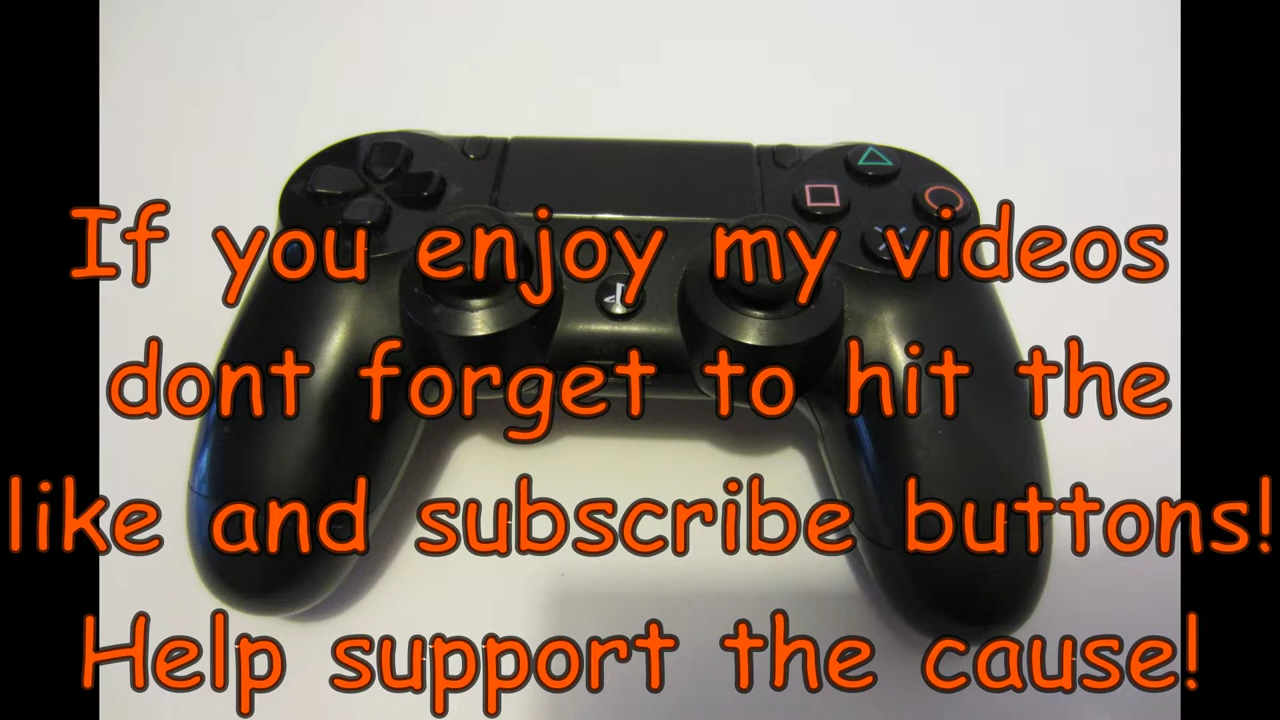 If you enjoy my videos
dont forget to hit the
like and subscribe buttons!
Help support the cause!